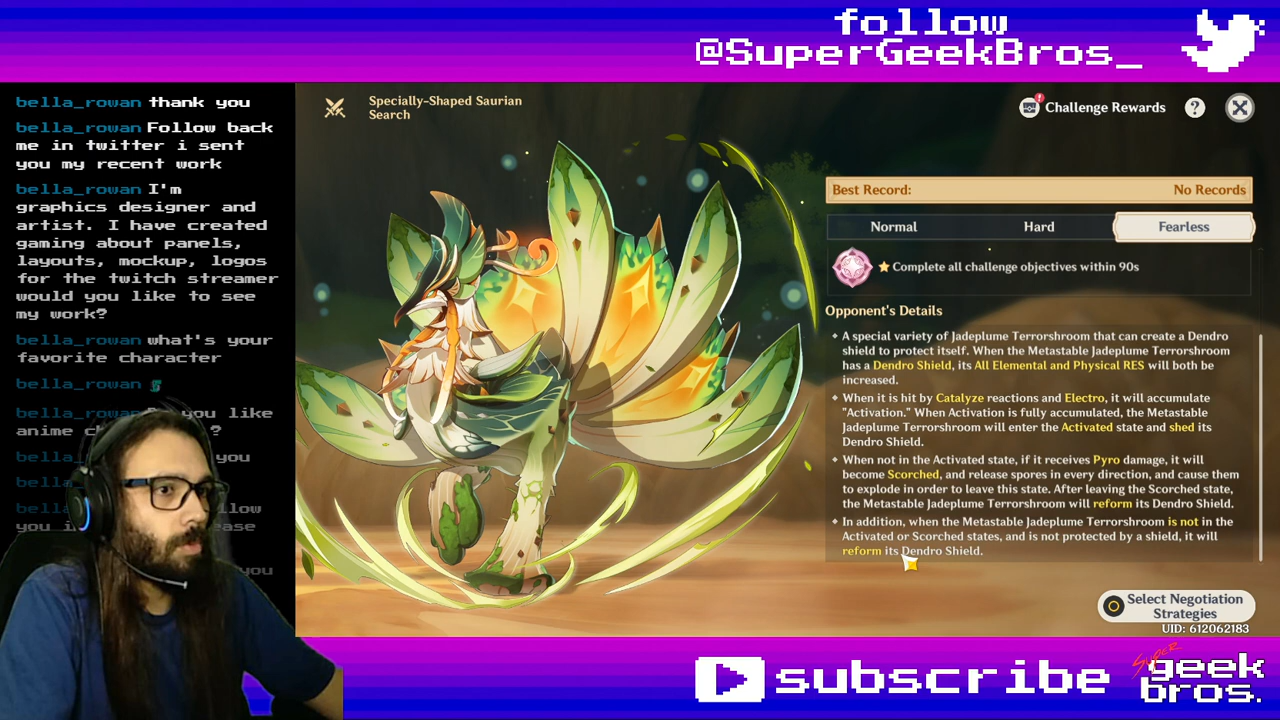 follow
@SuperGeekBros_
bella_rowan thank you
bella_rowan Follow back
me in twitter i sent
you my recent work
bella_rowan I'm
graphics designer and
artist. I have created
gaming about panels,
layouts, mockup, logos
for the twitch streamer
would you like to see
my work?
bella_rowan what's your
favorite character
bella_rowan g
bella_rowan you like
anime
bella you
bella
bella llow
you ease
you
Specially-Shaped Saurian
Search
Challenge Rewards
?
Best Record:
No Records
Normal
Hard
Fearless
Complete all challenge objectives within 90s
Opponent's Details
A special variety of Jadeplume Terrorshroom that can create a Dendro
shield to protect itself. When the Metastable Jadeplume Terrorshroom
has a Dendro Shield, its All Elemental and Physical RES will both be
increased.
When it is hit by Catalyze reactions and Electro, it will accumulate
"Activation." When Activation is fully accumulated, the Metastable
Jadeplume Terrorshroom will enter the Activated state and shed its
Dendro Shield.
When not in the Activated state, if it receives Pyro damage, it will
become Scorched, and release spores in every direction, and cause them
to explode in order to leave this state. After leaving the Scorched state,
the Metastable Jadeplume Terrorshroom will reform its Dendro Shield.
In addition, when the Metastable Jadeplume Terrorshroom is not in the
Activated or Scorched states, and is not protected by a shield, it will
reform its Dendro Shield.
Select Negotiation
Strategies
UID: 612062183
subscribe
Super
geek
bros.